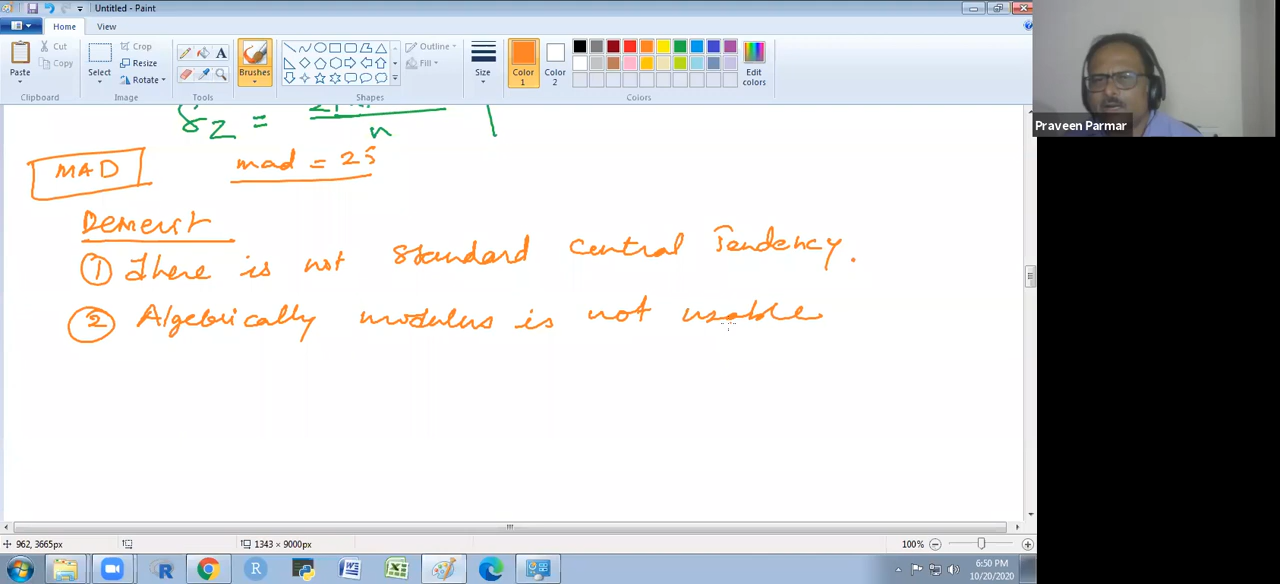 Untitled - Paint
Home View
Paste Cut Copy Select Crop Resize Rotate Brushes Outline Fill Size Color 1 Color 2 Edit colors
Clipboard Image Tools Shapes Colors
δ2 =
n
MAD mad = 25
Demerit
① There is not standard central Tendency.
② Algebrically modulus is not usable
Praveen Parmar
962, 3665px 1343 × 9000px 100%
6:50 PM
10/20/2020